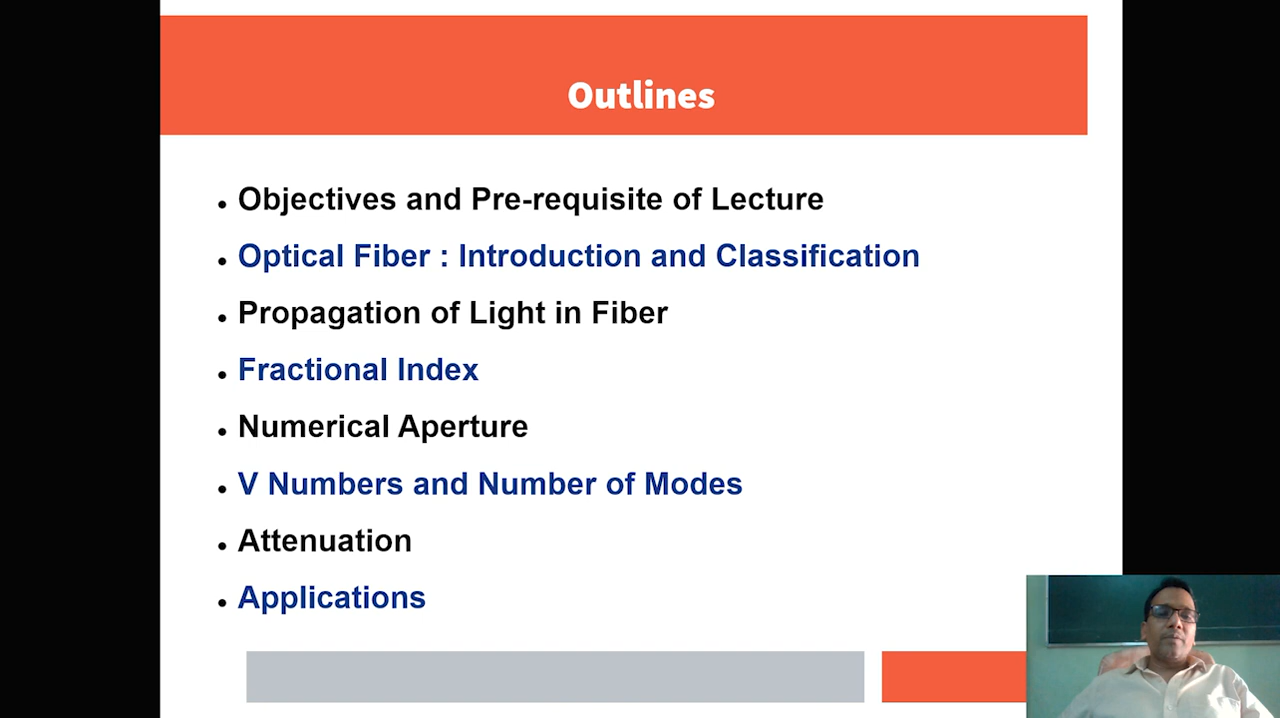 Outlines
Objectives and Pre-requisite of Lecture
Optical Fiber : Introduction and Classification
Propagation of Light in Fiber
Fractional Index
Numerical Aperture
V Numbers and Number of Modes
Attenuation
Applications